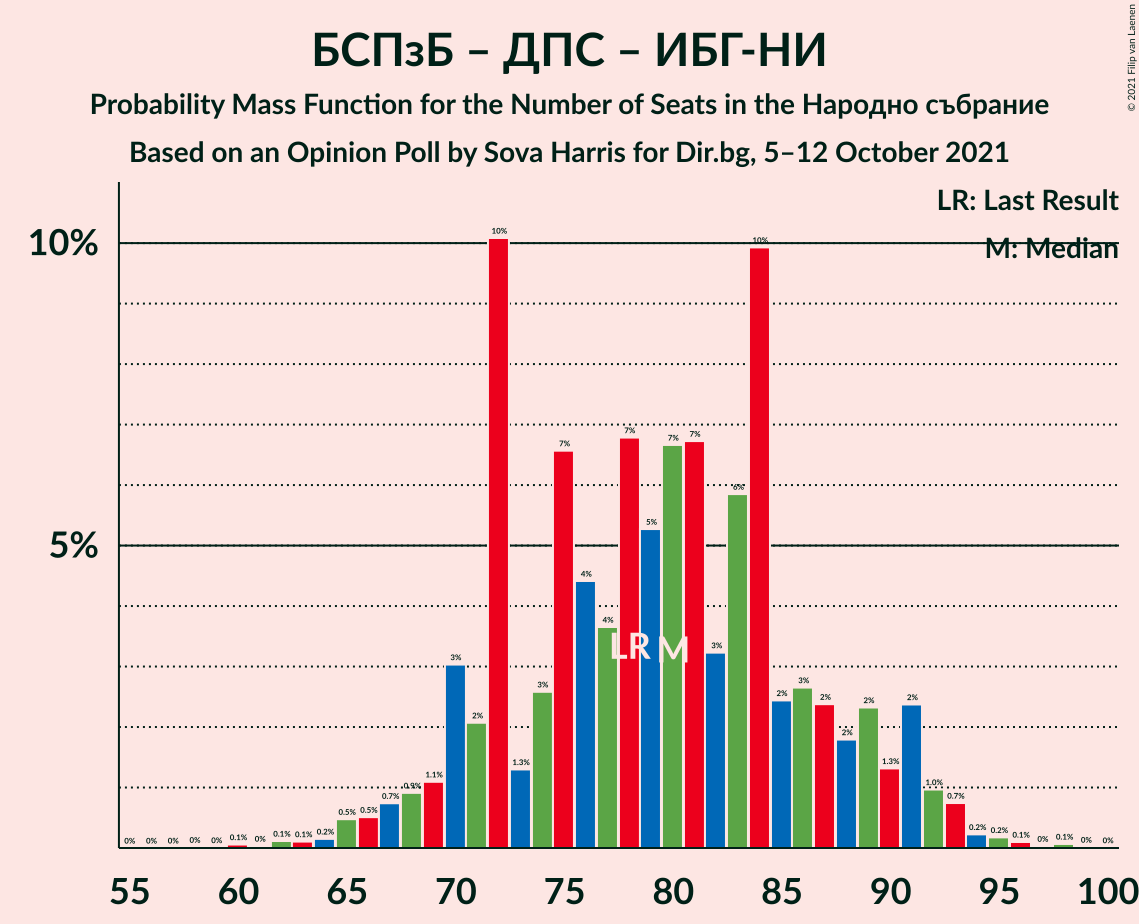 БСПзБ – ДПС – ИБГ-НИ
Probability Mass Function for the Number of Seats in the Народно събрание
Based on an Opinion Poll by Sova Harris for Dir.bg, 5–12 October 2021
© 2021 Filip van Laenen
LR: Last Result
M: Median
10%
5%
0% 0% 0% 0% 0% 0.1% 0% 0.1% 0.1% 0.2% 0.5% 0.5% 0.7% 0.9% 1.1% 3% 2% 10% 1.3% 3% 7% 4% 4% 7% 5% 7% 7% 3% 6% 10% 2% 3% 2% 2% 2% 1.3% 2% 1.0% 0.7% 0.2% 0.2% 0.1% 0% 0.1% 0% 0%
LR M
55 60 65 70 75 80 85 90 95 100